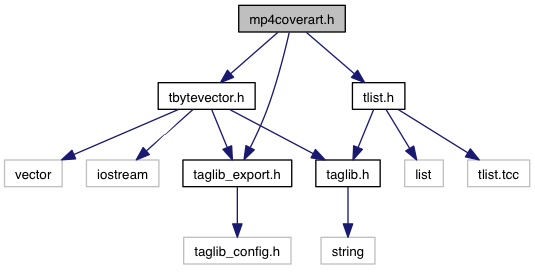 mp4coverart.h
tbytevector.h
tlist.h
vector
iostream
taglib_export.h
taglib.h
list
tlist.tcc
taglib_config.h
string